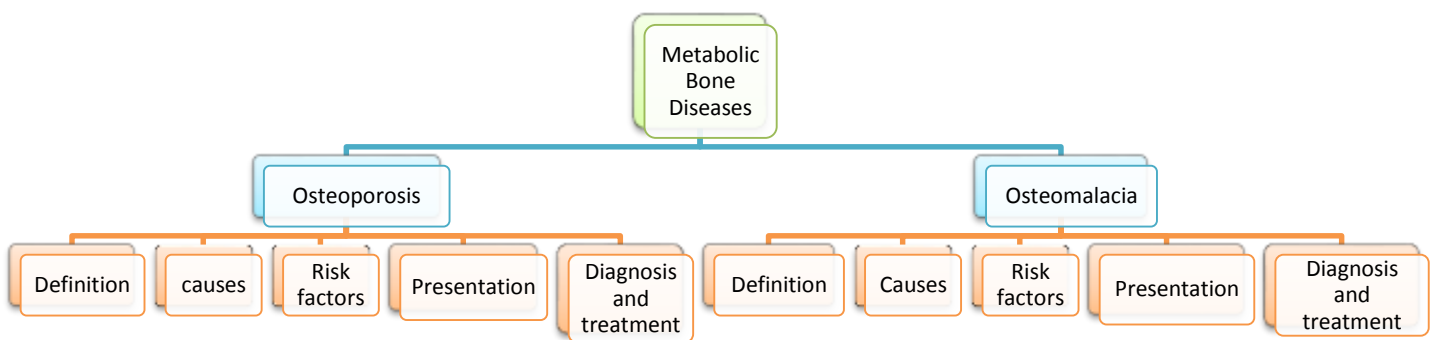 Metabolic
Bone
Diseases
Osteoporosis
Osteomalacia
Definition
causes
Risk
factors
Presentation
Diagnosis
and
treatment
Definition
Causes
Risk
factors
Presentation
Diagnosis
and
treatment